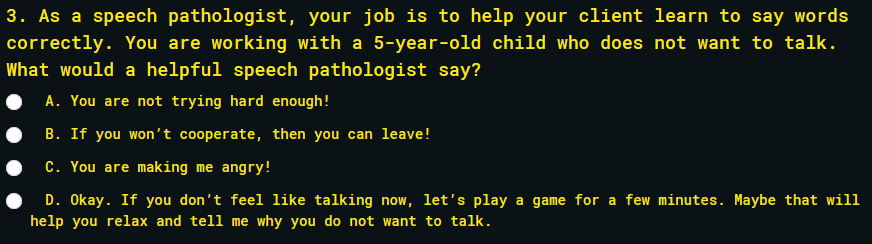 3. As a speech pathologist, your job is to help your client learn to say words
correctly. You are working with a 5-year-old child who does not want to talk.
What would a helpful speech pathologist say?
A. You are not trying hard enough!
B. If you won’t cooperate, then you can leave!
C. You are making me angry!
D. Okay. If you don’t feel like talking now, let’s play a game for a few minutes. Maybe that will
help you relax and tell me why you do not want to talk.